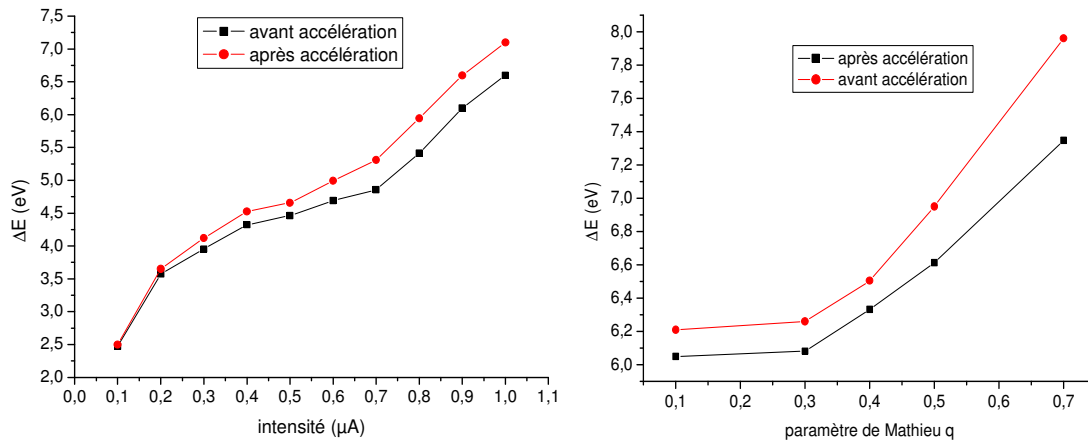 avant accélération
après accélération
7,5
7,0
6,5
6,0
5,5
5,0
4,5
4,0
3,5
3,0
2,5
2,0
ΔE (eV)
0,0 0,1 0,2 0,3 0,4 0,5 0,6 0,7 0,8 0,9 1,0 1,1
intensité (µA)
après accélération
avant accélération
8,0
7,8
7,6
7,4
7,2
7,0
6,8
6,6
6,4
6,2
6,0
ΔE (eV)
0,1 0,2 0,3 0,4 0,5 0,6 0,7
paramètre de Mathieu q